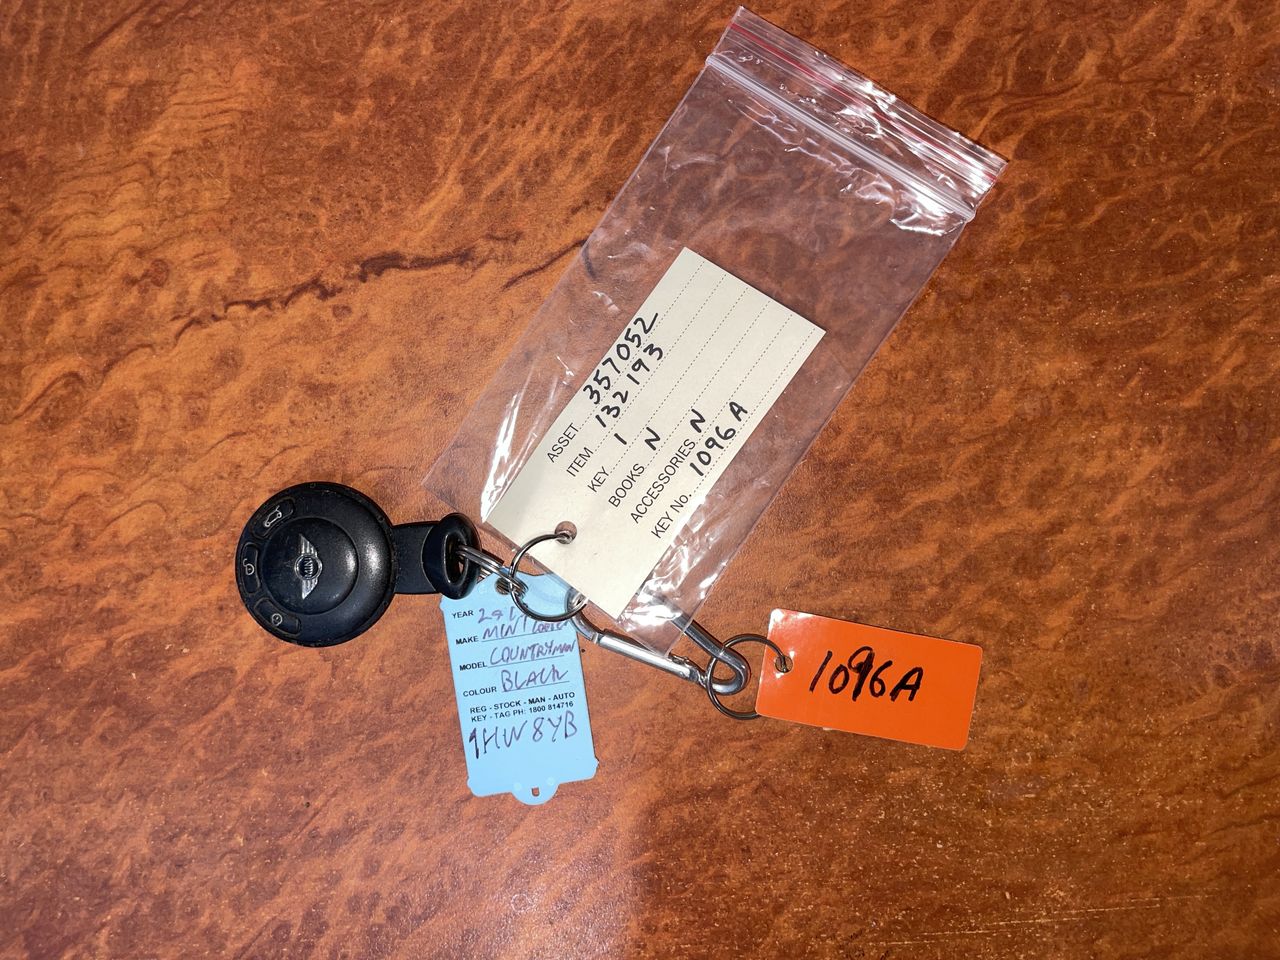 ASSET 357052
ITEM 132193
KEY 1
BOOKS N
ACCESSORIES N
KEY No. 1096A
MINI
YEAR
MAKE MINI
MODEL COUNTRYMAN
COLOUR BLACK
REG - STOCK - MAN - AUTO
KEY - TAG PH: 1800 814716
1HW8YB
1096A